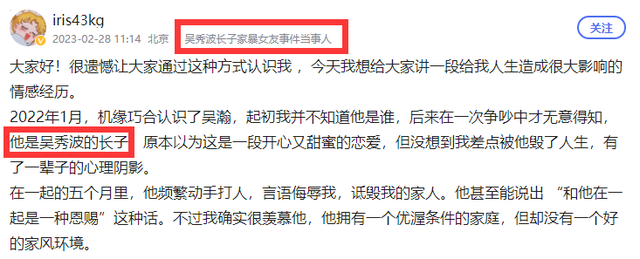 iris43kg
关注
2023-02-28 11:14 北京 吴秀波长子家暴女友事件当事人
大家好！很遗憾让大家通过这种方式认识我，今天我想给大家讲一段给我人生造成很大影响的
情感经历。
2022年1月，机缘巧合认识了吴瀚，起初我并不知道他是谁，后来在一次争吵中才无意得知，
他是吴秀波的长子，原本以为这是一段开心又甜蜜的恋爱，但没想到我差点被他毁了人生，有
了一辈子的心理阴影。
在一起的五个月里，他频繁动手打人，言语侮辱我，诋毁我的家人。他甚至能说出 “和他在一
起是一种恩赐”这种话。不过我确实很羡慕他，他拥有一个优渥条件的家庭，但却没有一个好
的家风环境。